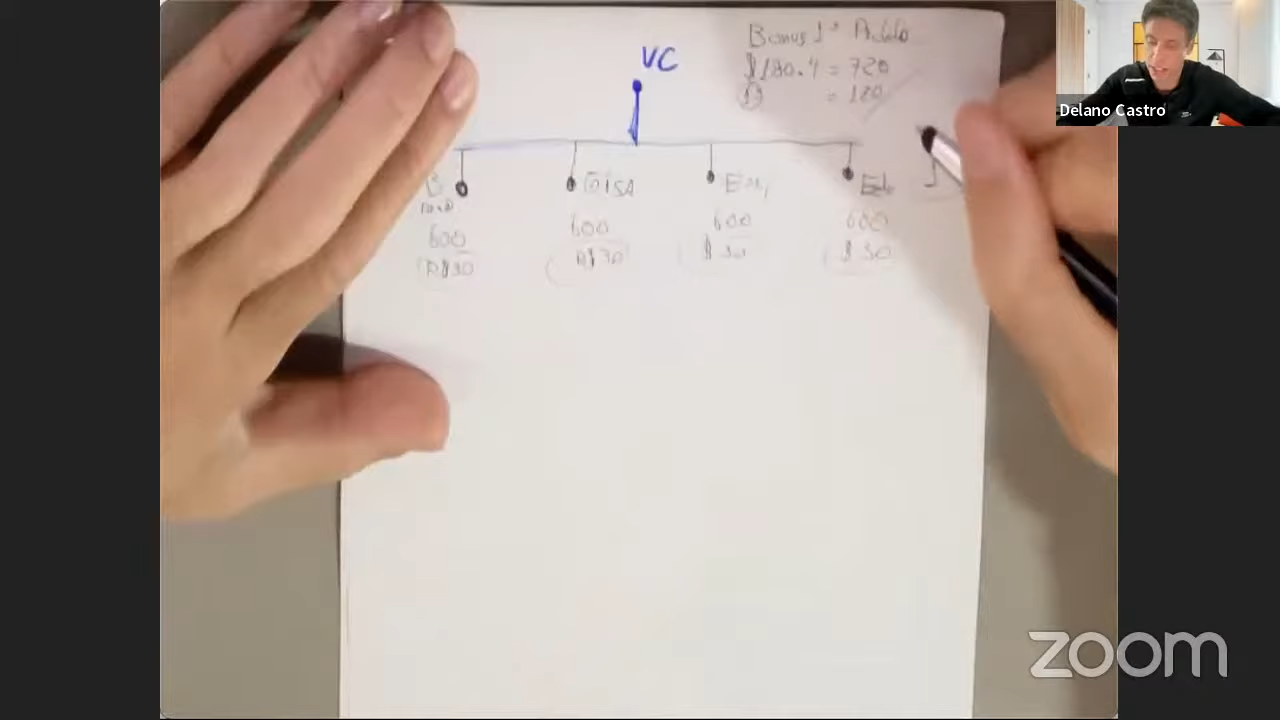 VC
Bonus 1º Pedido
$180.4 = 720
= 120
B
Gisa
600
600
600
600
R$30
R$30
$30
$30
Delano Castro
zoom